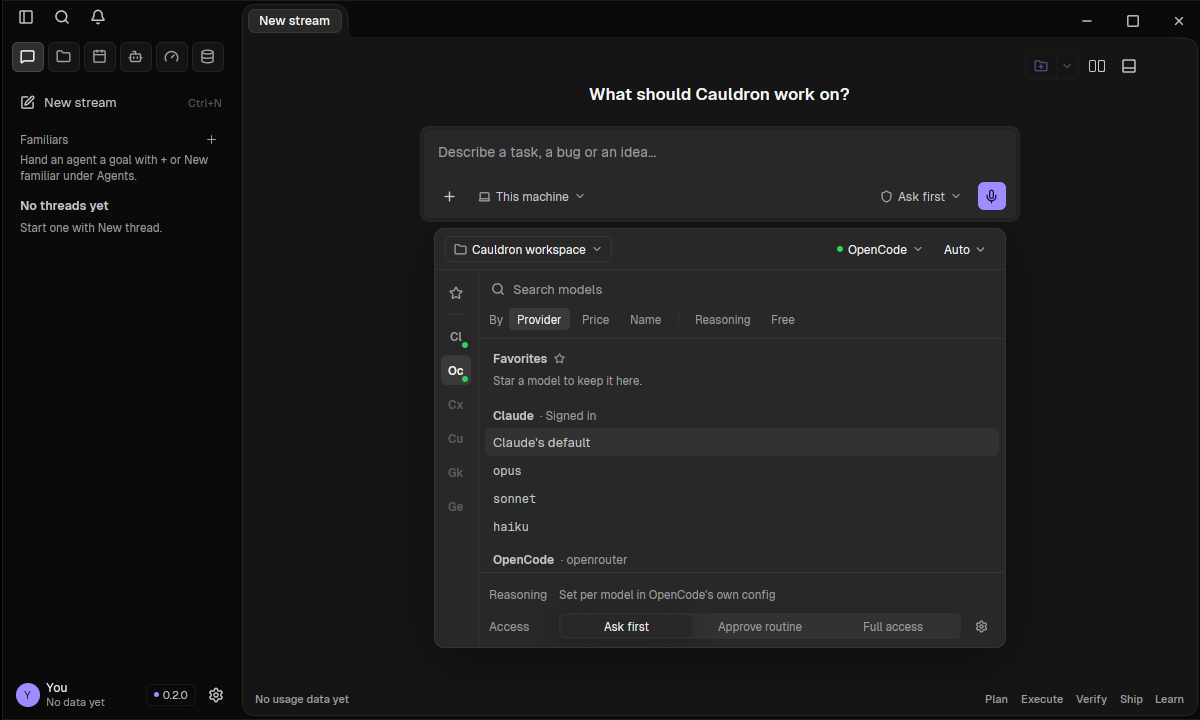 New stream
New stream Ctrl+N
Familiars
Hand an agent a goal with + or New
familiar under Agents.
No threads yet
Start one with New thread.
Y You
No data yet
0.2.0
What should Cauldron work on?
Describe a task, a bug or an idea...
This machine
Ask first
Cauldron workspace
OpenCode
Auto
Search models
By Provider Price Name Reasoning Free
Cl
Oc
Cx
Cu
Gk
Ge
Favorites
Star a model to keep it here.
Claude · Signed in
Claude's default
opus
sonnet
haiku
OpenCode · openrouter
Reasoning Set per model in OpenCode's own config
Access Ask first Approve routine Full access
No usage data yet
Plan Execute Verify Ship Learn